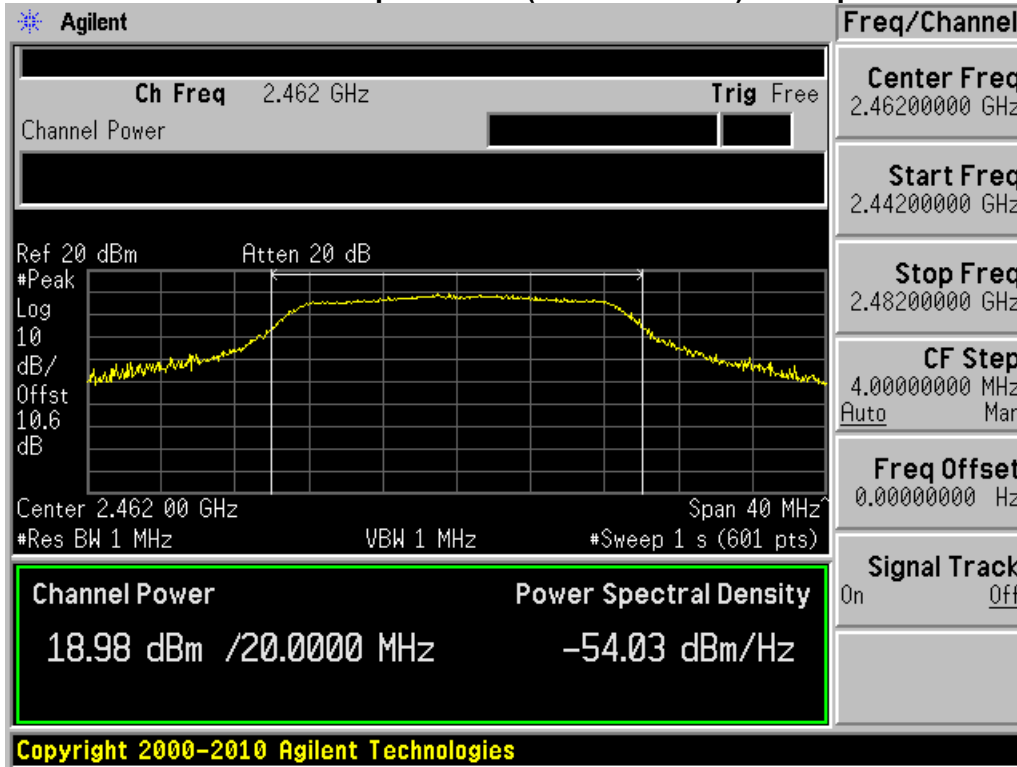 Agilent
Freq/Channel
Ch Freq 2.462 GHz Trig Free
Channel Power
Center Freq
2.46200000 GHz
Start Freq
2.44200000 GHz
Stop Freq
2.48200000 GHz
CF Step
4.00000000 MHz
Auto Man
Freq Offset
0.00000000 Hz
Signal Track
On Off
Ref 20 dBm Atten 20 dB
#Peak
Log
10
dB/
Offst
10.6
dB
Center 2.462 00 GHz Span 40 MHz^
#Res BW 1 MHz VBW 1 MHz #Sweep 1 s (601 pts)
Channel Power Power Spectral Density
18.98 dBm /20.0000 MHz -54.03 dBm/Hz
Copyright 2000-2010 Agilent Technologies